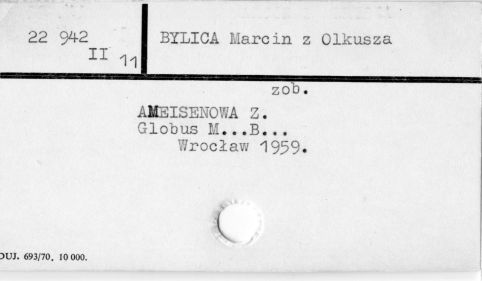 22 942
II 11
BYLICA Marcin z Olkusza
zob.
AMEISENOWA Z.
Globus M...B...
Wrocław 1959.
DUJ. 693/70. 10 000.